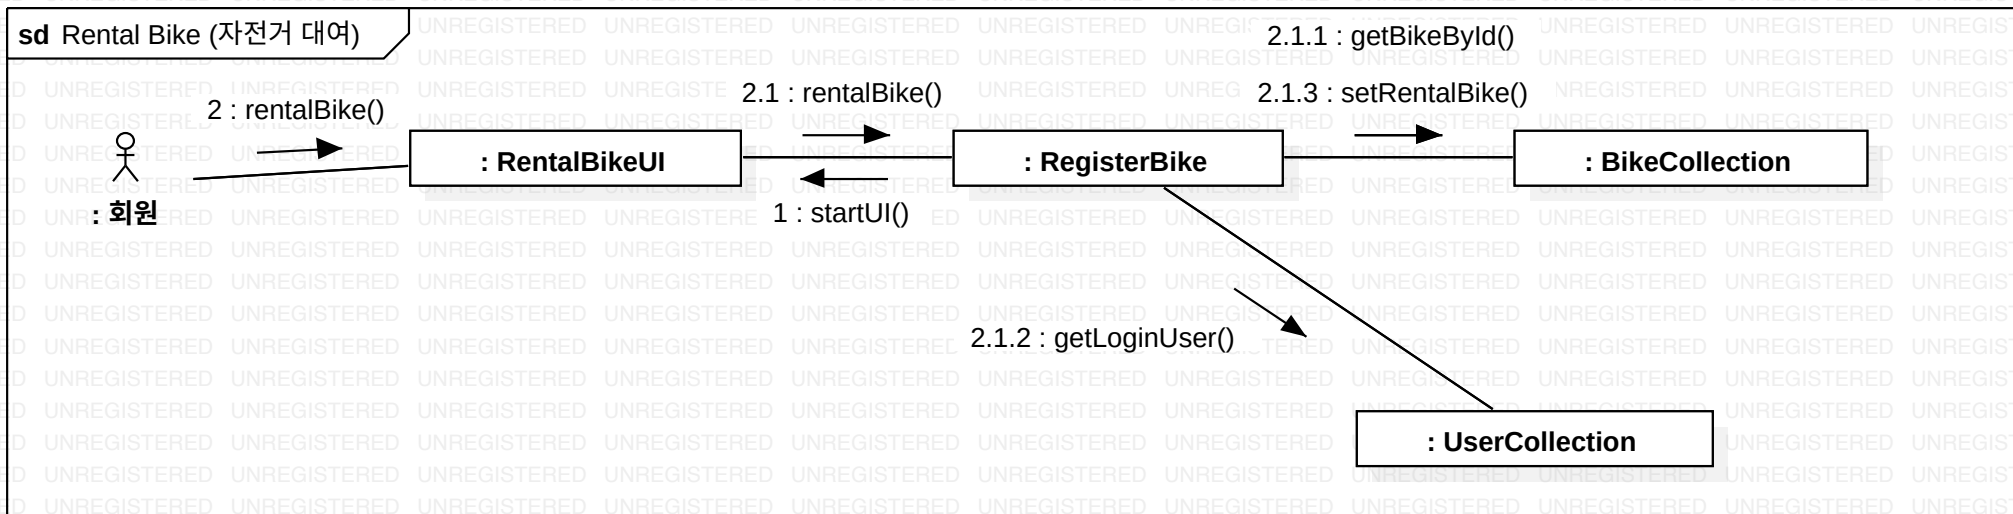 sd Rental Bike (자전거 대여)
2.1.1 : getBikeById()
2 : rentalBike()
2.1 : rentalBike()
2.1.3 : setRentalBike()
: RentalBikeUI
: RegisterBike
: BikeCollection
: 회원
1 : startUI()
2.1.2 : getLoginUser()
: UserCollection
UNREGISTERED